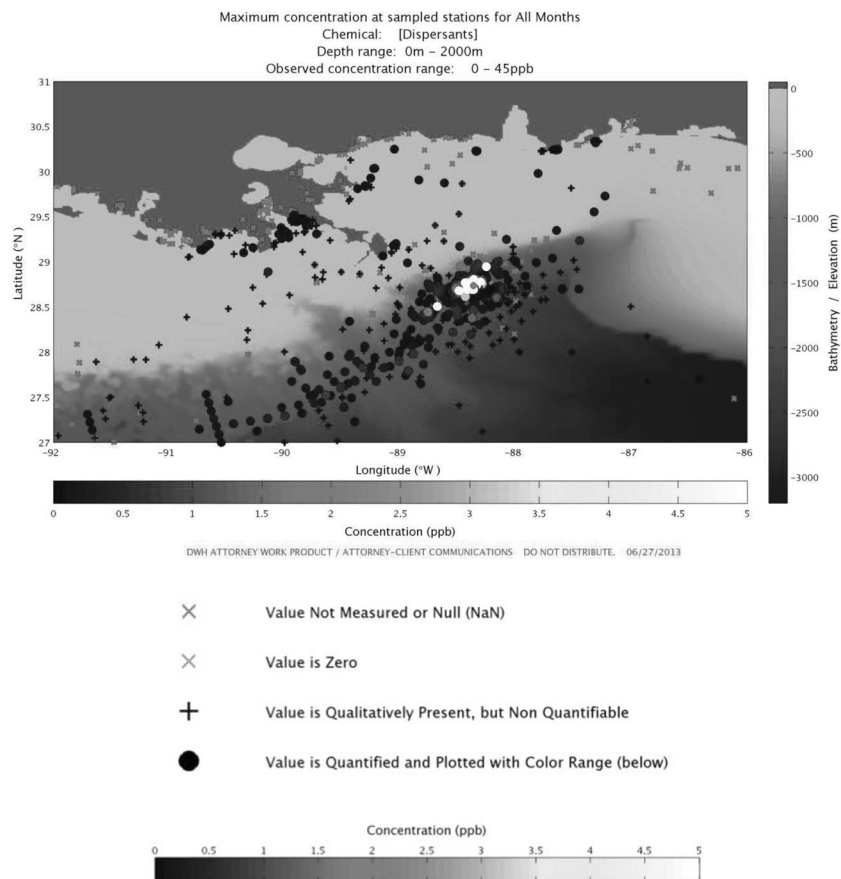 Maximum concentration at sampled stations for All Months
Chemical: [Dispersants]
Depth range: 0m - 2000m
Observed concentration range: 0 - 45ppb
31
30.5
30
29.5
29
28.5
28
27.5
27
Latitude (°N )
-92 -91 -90 -89 -88 -87 -86
Longitude (°W )
0
-500
-1000
-1500
-2000
-2500
-3000
Bathymetry / Elevation (m)
0 0.5 1 1.5 2 2.5 3 3.5 4 4.5 5
Concentration (ppb)
DWH ATTORNEY WORK PRODUCT / ATTORNEY-CLIENT COMMUNICATIONS DO NOT DISTRIBUTE. 06/27/2013
Value Not Measured or Null (NaN)
Value is Zero
Value is Qualitatively Present, but Non Quantifiable
Value is Quantified and Plotted with Color Range (below)
Concentration (ppb)
0 0.5 1 1.5 2 2.5 3 3.5 4 4.5 5